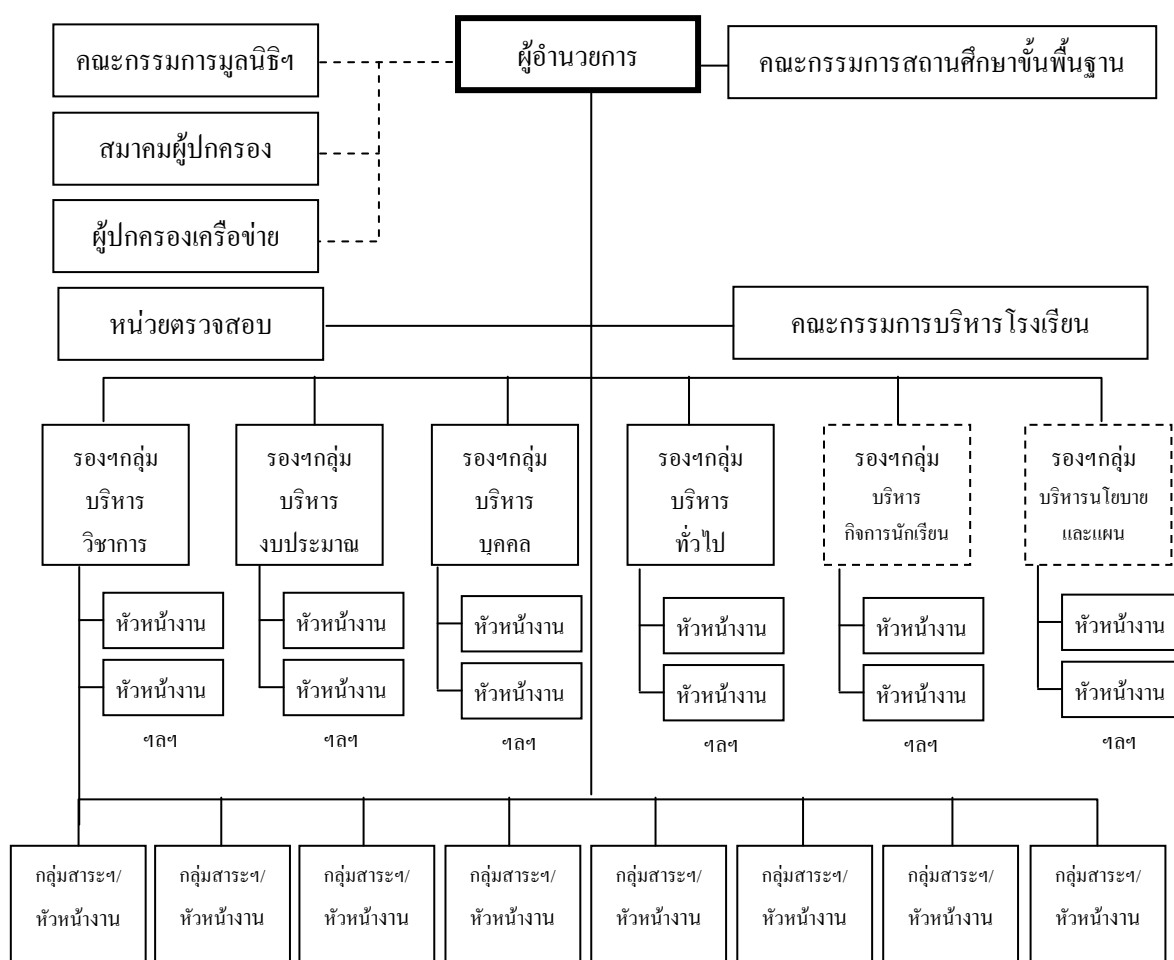 คณะกรรมการมูลนิธิฯ
ผู้อำนวยการ
คณะกรรมการสถานศึกษาขั้นพื้นฐาน
สมาคมผู้ปกครอง
ผู้ปกครองเครือข่าย
หน่วยตรวจสอบ
คณะกรรมการบริหารโรงเรียน
รองฯกลุ่ม
บริหาร
วิชาการ
รองฯกลุ่ม
บริหาร
งบประมาณ
รองฯกลุ่ม
บริหาร
บุคคล
รองฯกลุ่ม
บริหาร
ทั่วไป
รองฯกลุ่ม
บริหาร
กิจการนักเรียน
รองฯกลุ่ม
บริหารนโยบาย
และแผน
หัวหน้างาน
หัวหน้างาน
ฯลฯ
หัวหน้างาน
หัวหน้างาน
ฯลฯ
หัวหน้างาน
หัวหน้างาน
ฯลฯ
หัวหน้างาน
หัวหน้างาน
ฯลฯ
หัวหน้างาน
หัวหน้างาน
ฯลฯ
หัวหน้างาน
หัวหน้างาน
ฯลฯ
กลุ่มสาระฯ/
หัวหน้างาน
กลุ่มสาระฯ/
หัวหน้างาน
กลุ่มสาระฯ/
หัวหน้างาน
กลุ่มสาระฯ/
หัวหน้างาน
กลุ่มสาระฯ/
หัวหน้างาน
กลุ่มสาระฯ/
หัวหน้างาน
กลุ่มสาระฯ/
หัวหน้างาน
กลุ่มสาระฯ/
หัวหน้างาน